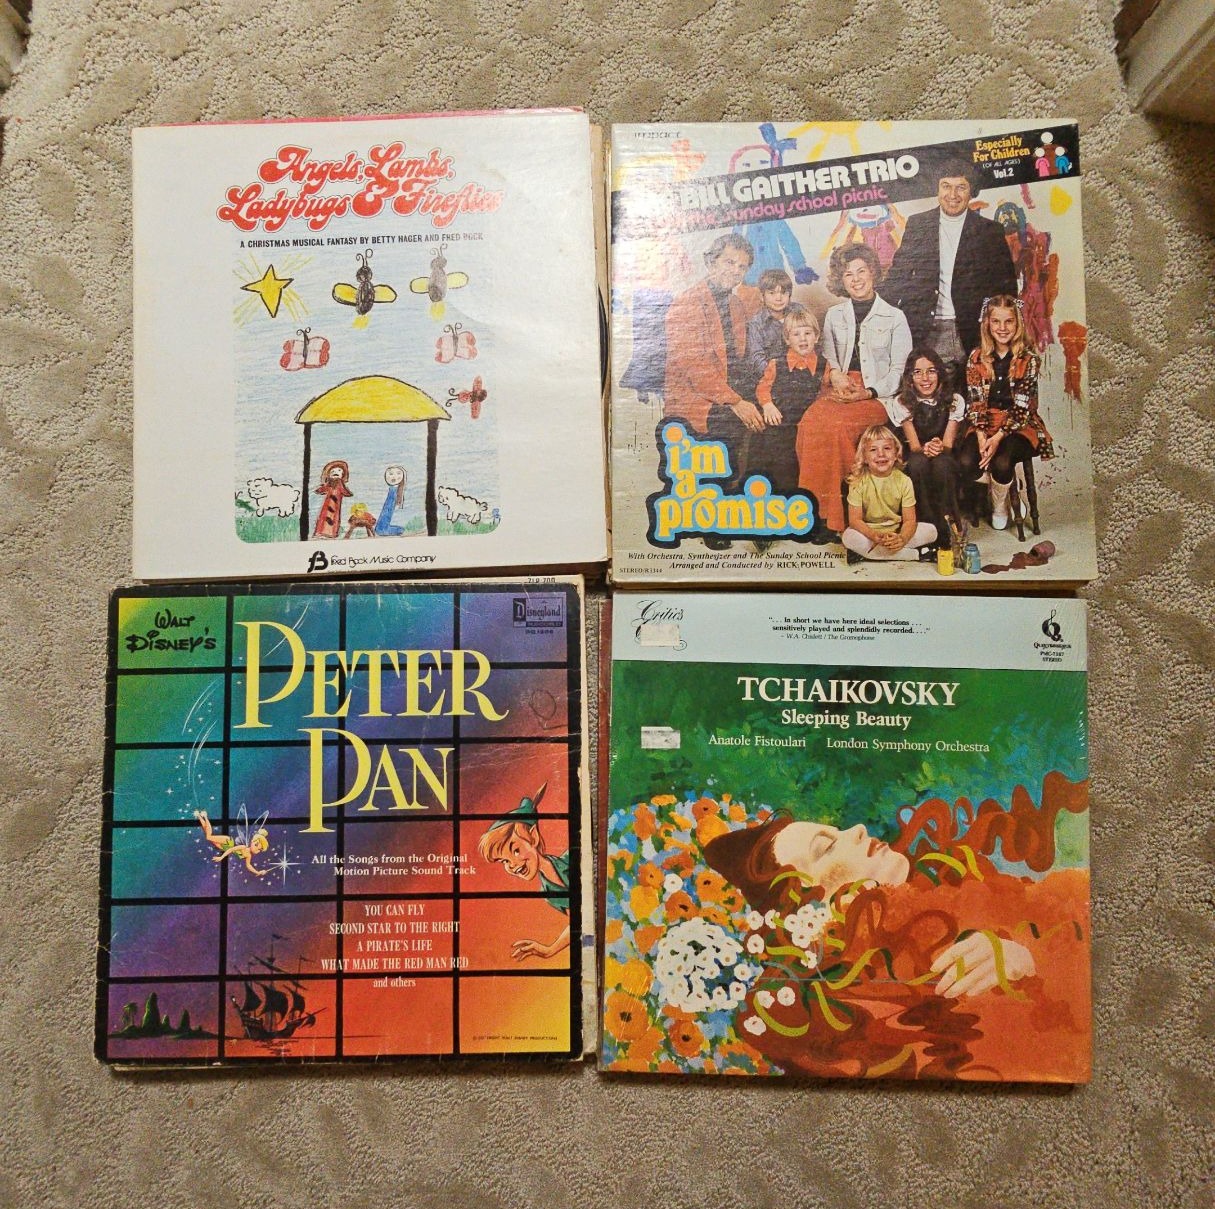 Angels, Lambs,
Ladybugs & Fireflies
A CHRISTMAS MUSICAL FANTASY BY BETTY HAGER AND FRED BOCK
Fred Bock Music Company
Especially
For Children
(OF ALL AGES)
Vol. 2
BILL GAITHER TRIO
sunday school picnic
i'm
a
promise
With Orchestra, Synthesizer and The Sunday School Picnic
Arranged and Conducted by RICK POWELL
STEREO/R3344
WALT
DISNEY'S
Disneyland
PETER
PAN
All the Songs from the Original
Motion Picture Sound Track
YOU CAN FLY
SECOND STAR TO THE RIGHT
A PIRATE'S LIFE
WHAT MADE THE RED MAN RED
and others
Critics
"... In short we have here ideal selections ...
sensitively played and splendidly recorded. ..."
STEREO
TCHAIKOVSKY
Sleeping Beauty
Anatole Fistoulari London Symphony Orchestra